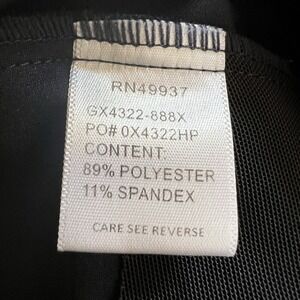 RN49937
GX4322-888X
PO# 0X4322HP
CONTENT:
89% POLYESTER
11% SPANDEX
CARE SEE REVERSE